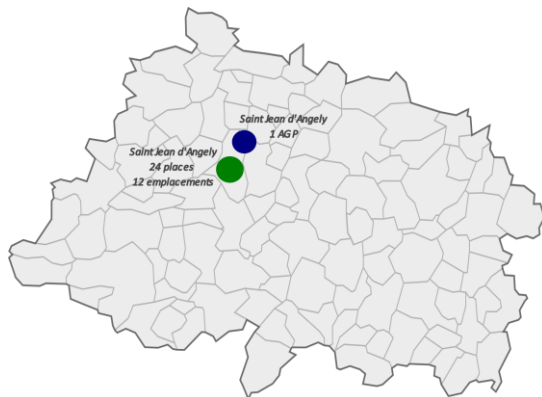 Saint Jean d'Angely
1 AGP
Saint Jean d'Angely
24 places
12 emplacements